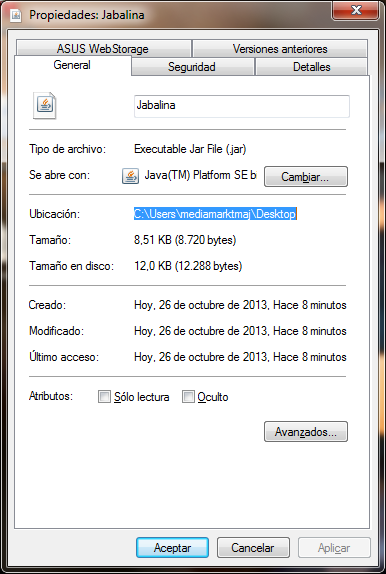 Propiedades: Jabalina
ASUS WebStorage Versiones anteriores
General Seguridad Detalles
Jabalina
Tipo de archivo: Executable Jar File (.jar)
Se abre con: Java(TM) Platform SE b Cambiar...
Ubicación: C:\Users\mediamarktmaj\Desktop
Tamaño: 8,51 KB (8.720 bytes)
Tamaño en disco: 12,0 KB (12.288 bytes)
Creado: Hoy, 26 de octubre de 2013, Hace 8 minutos
Modificado: Hoy, 26 de octubre de 2013, Hace 8 minutos
Último acceso: Hoy, 26 de octubre de 2013, Hace 8 minutos
Atributos: Sólo lectura Oculto
Avanzados...
Aceptar Cancelar Aplicar